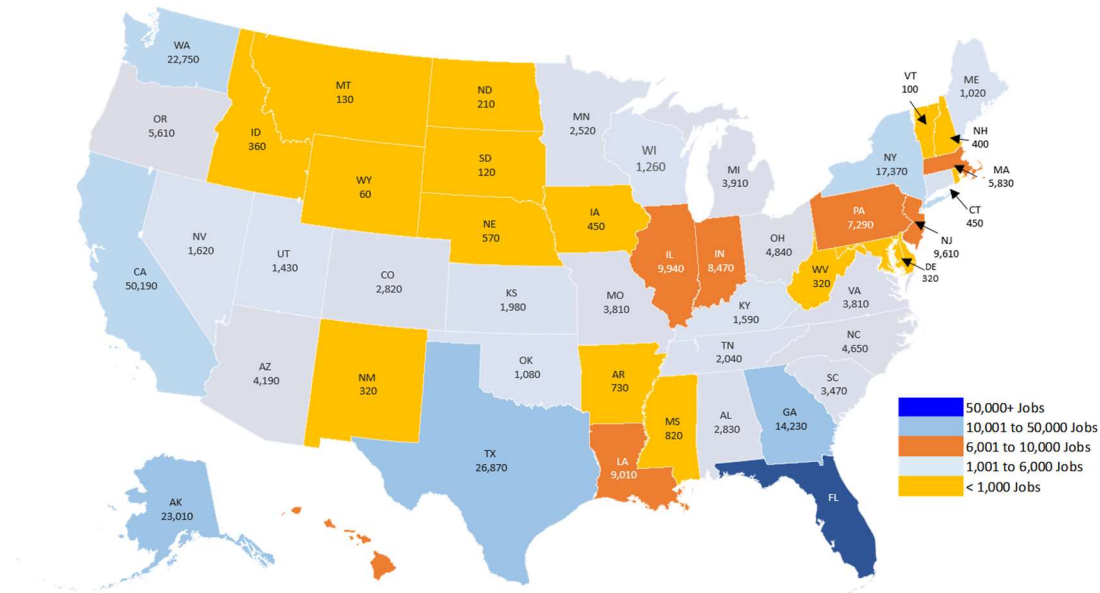 WA
22,750
OR
5,610
CA
50,190
NV
1,620
ID
360
MT
130
WY
60
UT
1,430
AZ
4,190
CO
2,820
NM
320
ND
210
SD
120
NE
570
KS
1,980
OK
1,080
TX
26,870
MN
2,520
IA
450
MO
3,810
AR
730
LA
9,010
WI
1,260
IL
9,940
MI
3,910
IN
8,470
OH
4,840
KY
1,590
TN
2,040
MS
820
AL
2,830
GA
14,230
FL
SC
3,470
NC
4,650
VA
3,810
WV
320
PA
7,290
NY
17,370
VT
100
ME
1,020
NH
400
MA
5,830
CT
450
NJ
9,610
DE
320
AK
23,010
50,000+ Jobs
10,001 to 50,000 Jobs
6,001 to 10,000 Jobs
1,001 to 6,000 Jobs
< 1,000 Jobs